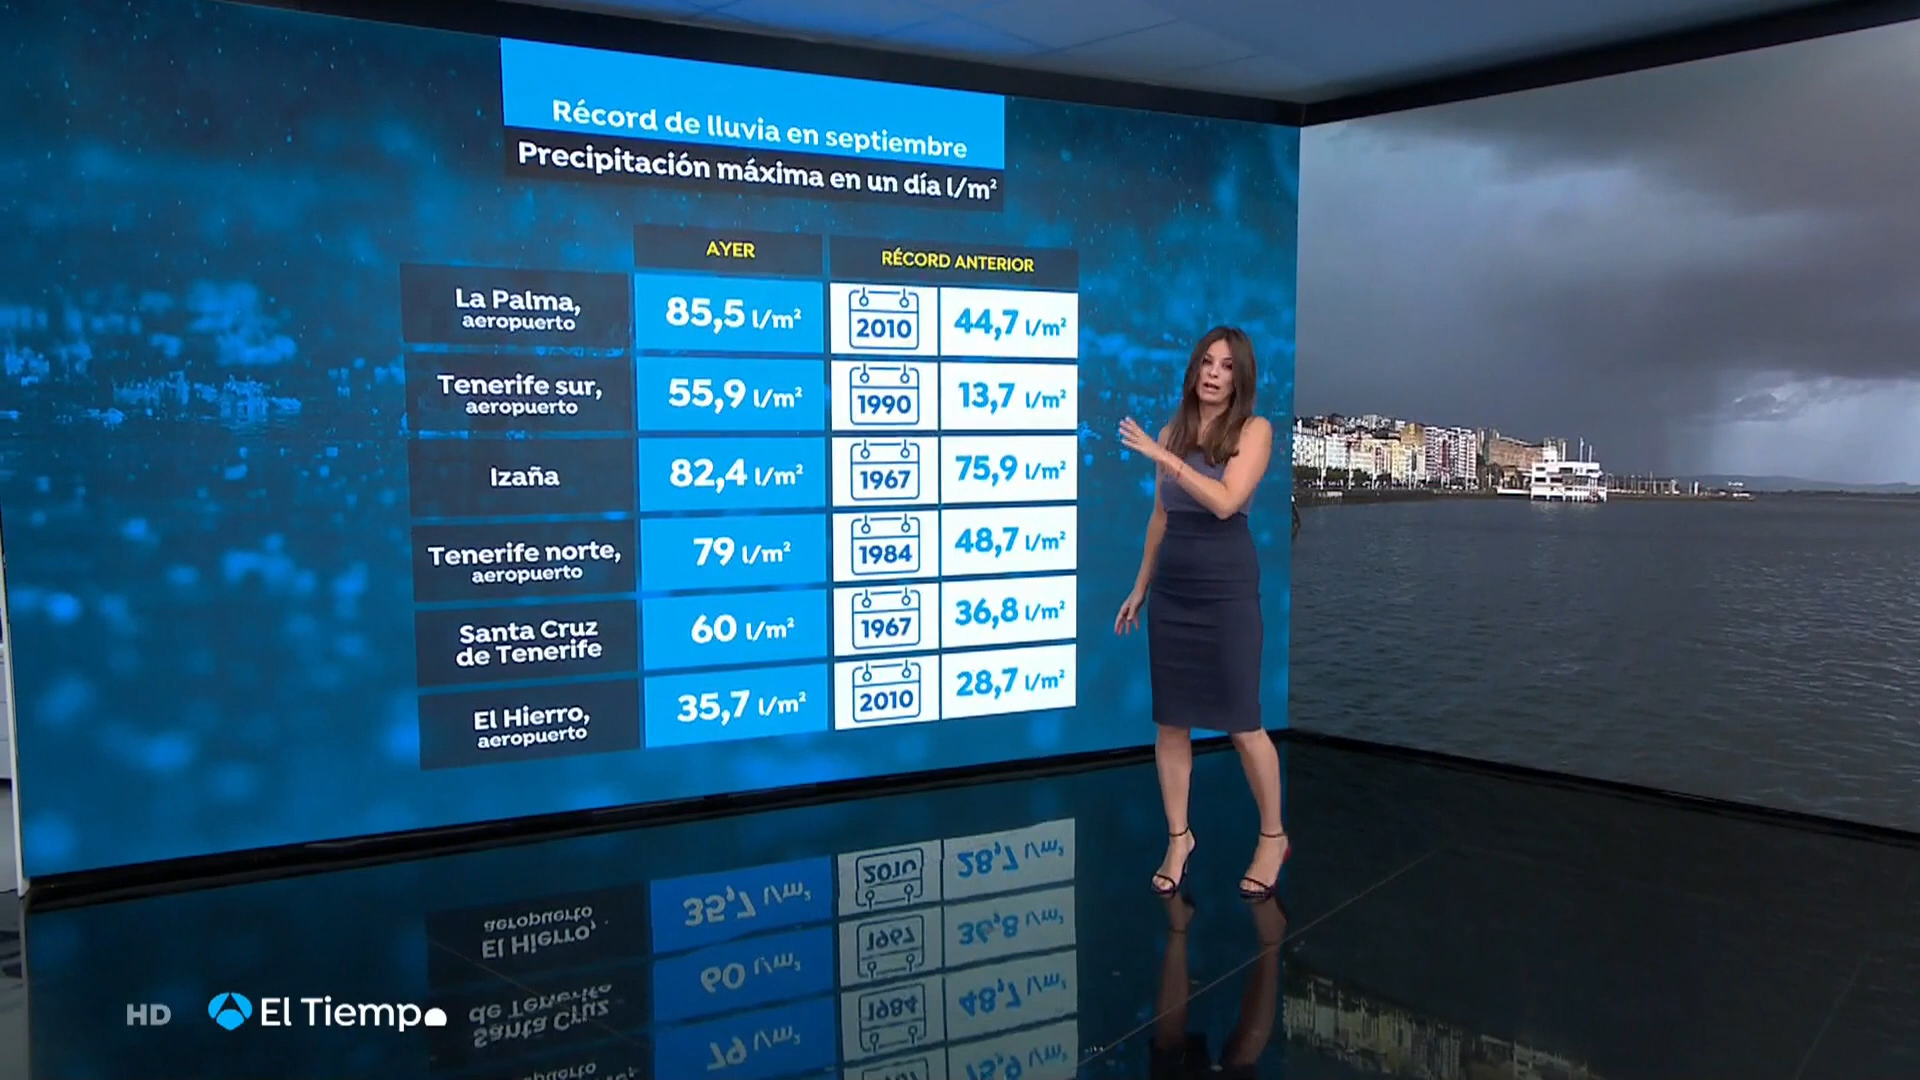 Récord de lluvia en septiembre
Precipitación máxima en un día l/m²
AYER
RÉCORD ANTERIOR
La Palma,
aeropuerto
85,5 l/m²
2010
44,7 l/m²
Tenerife sur,
aeropuerto
55,9 l/m²
1990
13,7 l/m²
Izaña
82,4 l/m²
1967
75,9 l/m²
Tenerife norte,
aeropuerto
79 l/m²
1984
48,7 l/m²
Santa Cruz
de Tenerife
60 l/m²
1967
36,8 l/m²
El Hierro,
aeropuerto
35,7 l/m²
2010
28,7 l/m²
HD
El Tiempo